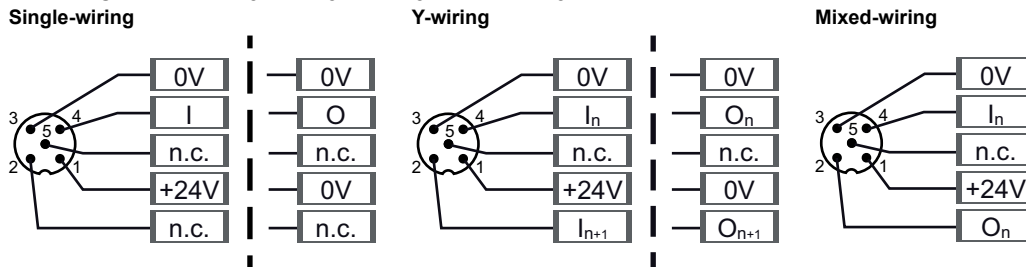 Single-wiring
Y-wiring
Mixed-wiring
3 4 5 2 1
0V
I
n.c.
+24V
n.c.
0V
O
n.c.
0V
n.c.
3 4 5 2 1
0V
Iₙ
n.c.
+24V
Iₙ₊₁
0V
Oₙ
n.c.
0V
Oₙ₊₁
3 4 5 2 1
0V
Iₙ
n.c.
+24V
Oₙ